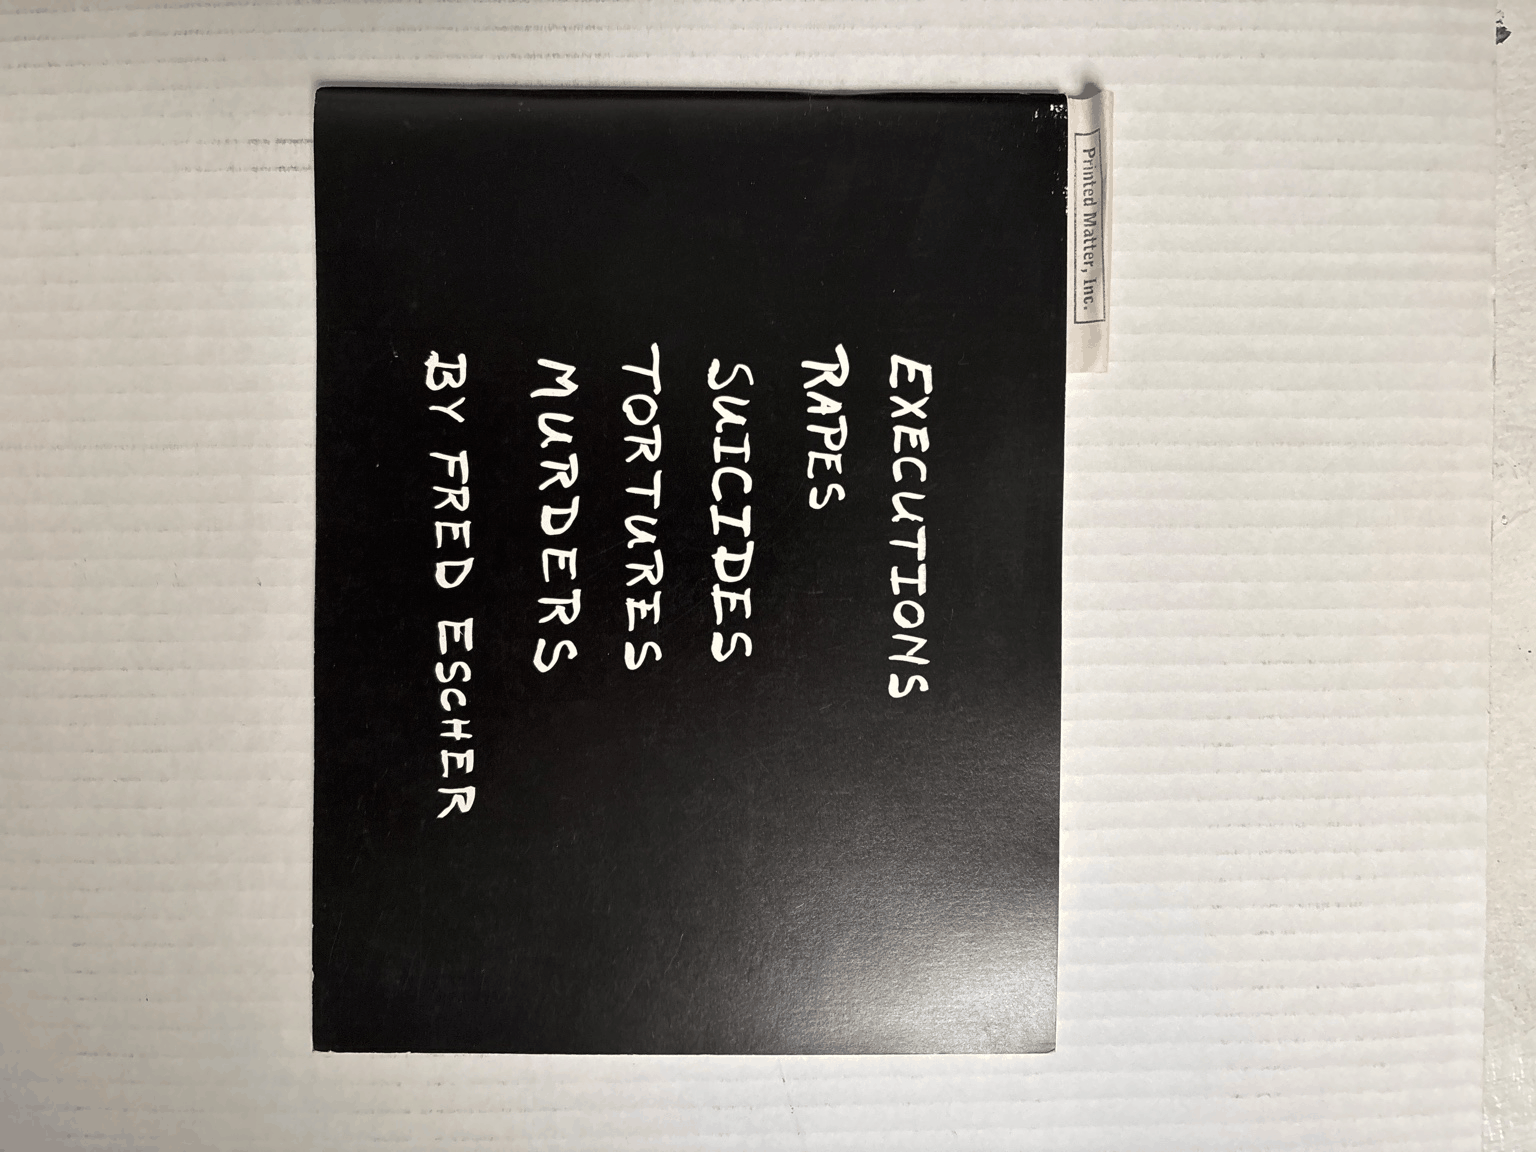 Printed Matter, Inc.
EXECUTIONS
RAPES
SUICIDES
TORTURES
MURDERS
BY FRED ESCHER